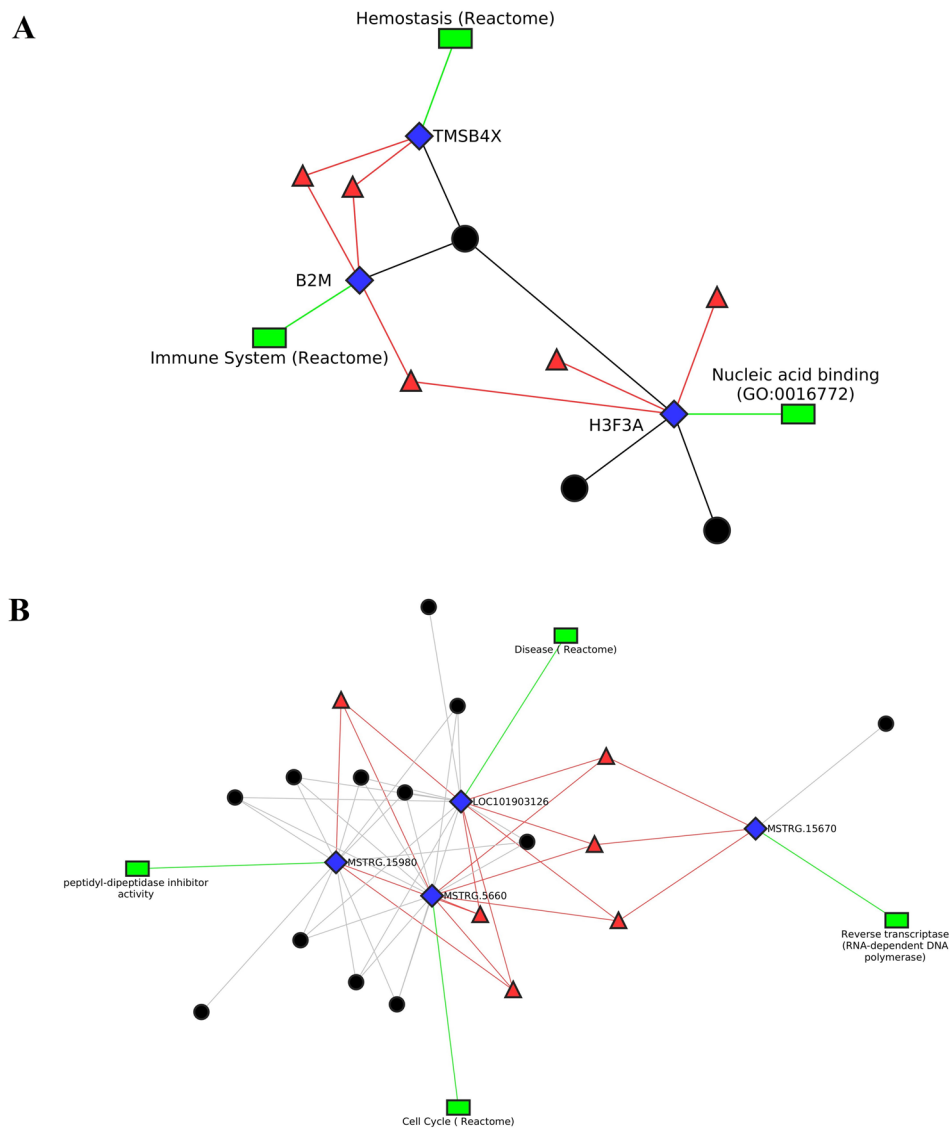 A
Hemostasis (Reactome)
TMSB4X
B2M
Immune System (Reactome)
Nucleic acid binding
(GO:0016772)
H3F3A
B
Disease ( Reactome)
LOC101903126
MSTRG.15670
MSTRG.15980
peptidyl-dipeptidase inhibitor
activity
MSTRG.5660
Reverse transcriptase
(RNA-dependent DNA
polymerase)
Cell Cycle ( Reactome)